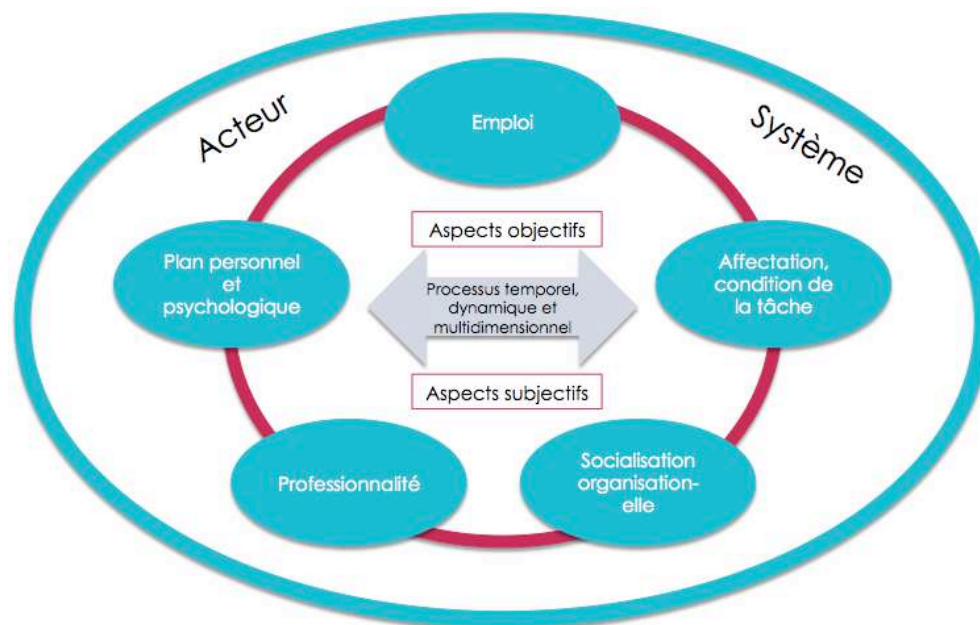 Acteur
Système
Emploi
Plan personnel
et
psychologique
Aspects objectifs
Processus temporel,
dynamique et
multidimensionnel
Aspects subjectifs
Affectation,
condition de
la tâche
Professionnalité
Socialisation
organisation-
elle